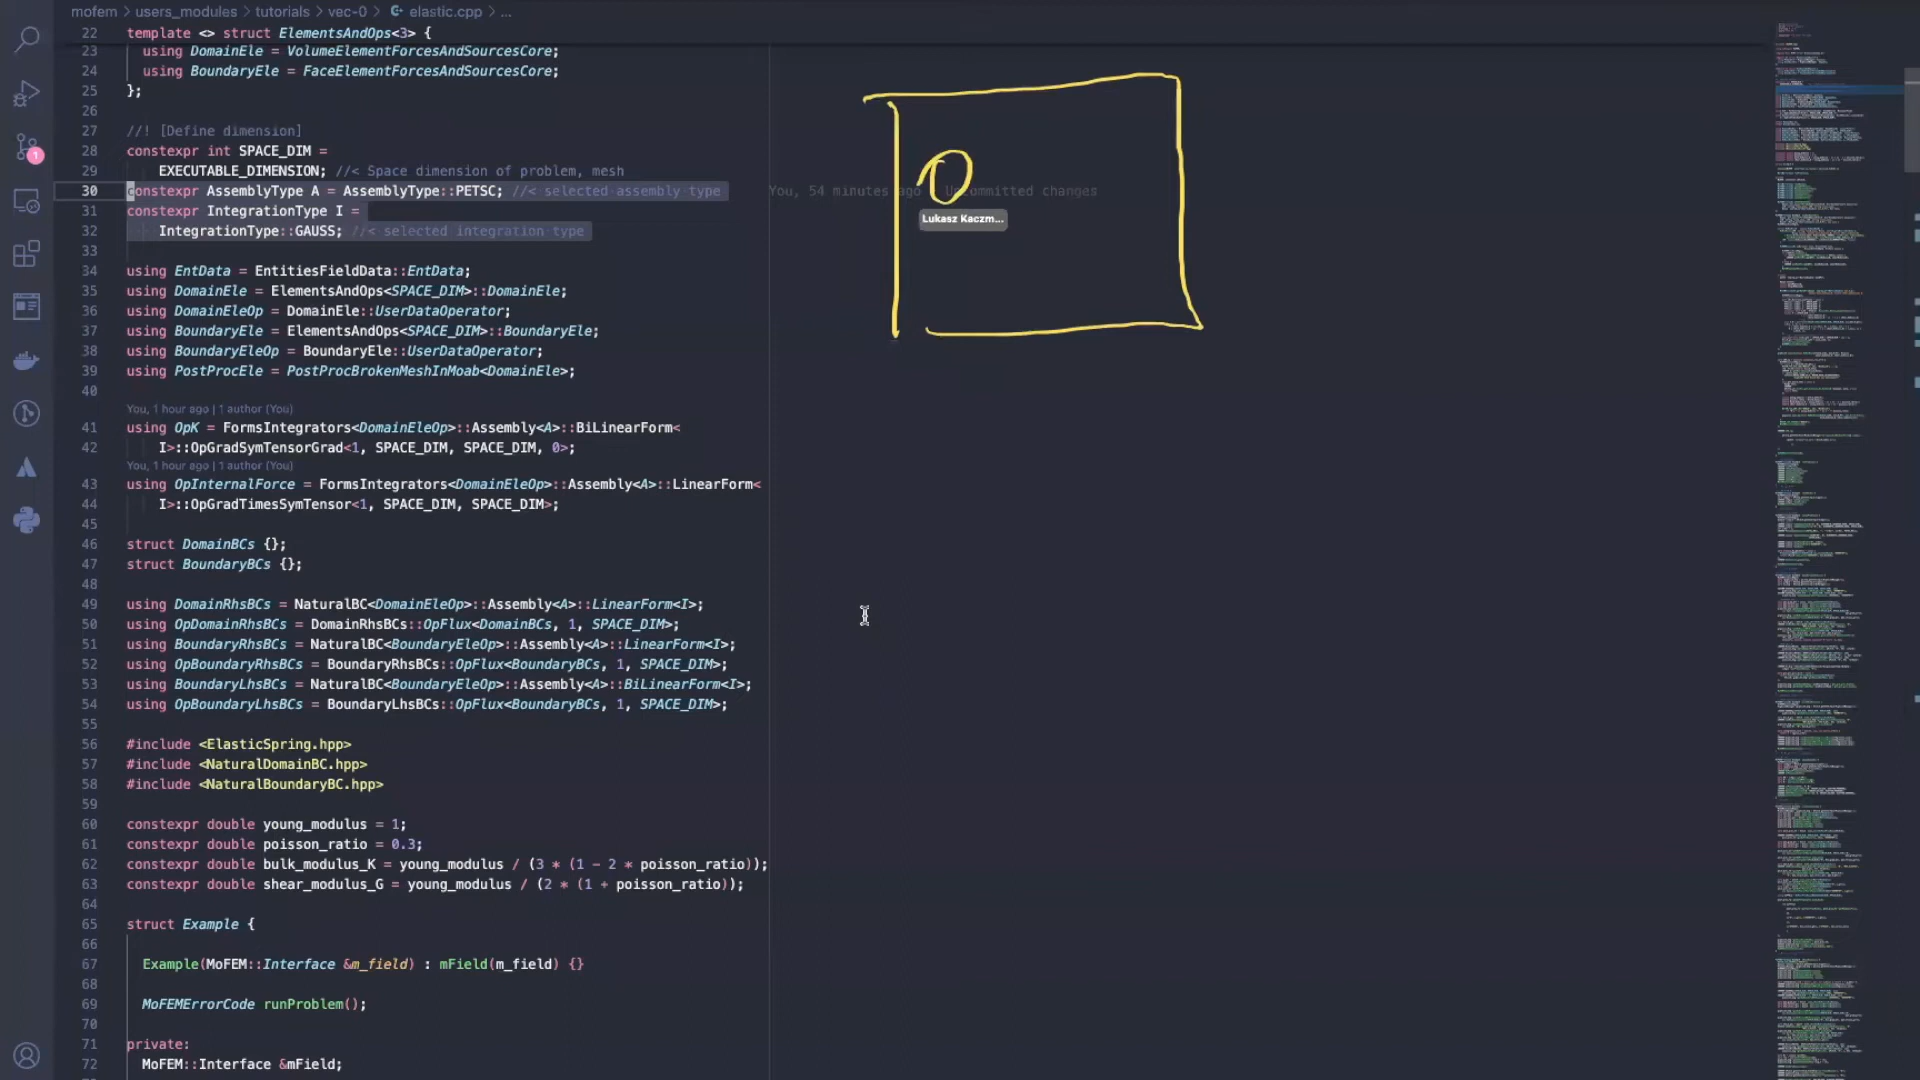 mofem > users_modules > tutorials > vec-0 > elastic.cpp > ...
22 template <> struct ElementsAndOps<3> {
23 using DomainEle = VolumeElementForcesAndSourcesCore;
24 using BoundaryEle = FaceElementForcesAndSourcesCore;
25 };
26
27 //! [Define dimension]
28 constexpr int SPACE_DIM =
29 EXECUTABLE_DIMENSION; //< Space dimension of problem, mesh
30 constexpr AssemblyType A = AssemblyType::PETSC; //< selected assembly type You, 54 minutes ago Uncommitted changes
31 constexpr IntegrationType I =
32 IntegrationType::GAUSS; //< selected integration type
Lukasz Kaczm...
33
34 using EntData = EntitiesFieldData::EntData;
35 using DomainEle = ElementsAndOps<SPACE_DIM>::DomainEle;
36 using DomainEleOp = DomainEle::UserDataOperator;
37 using BoundaryEle = ElementsAndOps<SPACE_DIM>::BoundaryEle;
38 using BoundaryEleOp = BoundaryEle::UserDataOperator;
39 using PostProcEle = PostProcBrokenMeshInMoab<DomainEle>;
40
You, 1 hour ago | 1 author (You)
41 using OpK = FormsIntegrators<DomainEleOp>::Assembly<A>::BiLinearForm<
42 I>::OpGradSymTensorGrad<1, SPACE_DIM, SPACE_DIM, 0>;
You, 1 hour ago | 1 author (You)
43 using OpInternalForce = FormsIntegrators<DomainEleOp>::Assembly<A>::LinearForm<
44 I>::OpGradTimesSymTensor<1, SPACE_DIM, SPACE_DIM>;
45
46 struct DomainBCs {};
47 struct BoundaryBCs {};
48
49 using DomainRhsBCs = NaturalBC<DomainEleOp>::Assembly<A>::LinearForm<I>;
50 using OpDomainRhsBCs = DomainRhsBCs::OpFlux<DomainBCs, 1, SPACE_DIM>;
51 using BoundaryRhsBCs = NaturalBC<BoundaryEleOp>::Assembly<A>::LinearForm<I>;
52 using OpBoundaryRhsBCs = BoundaryRhsBCs::OpFlux<BoundaryBCs, 1, SPACE_DIM>;
53 using BoundaryLhsBCs = NaturalBC<BoundaryEleOp>::Assembly<A>::BiLinearForm<I>;
54 using OpBoundaryLhsBCs = BoundaryLhsBCs::OpFlux<BoundaryBCs, 1, SPACE_DIM>;
55
56 #include <ElasticSpring.hpp>
57 #include <NaturalDomainBC.hpp>
58 #include <NaturalBoundaryBC.hpp>
59
60 constexpr double young_modulus = 1;
61 constexpr double poisson_ratio = 0.3;
62 constexpr double bulk_modulus_K = young_modulus / (3 * (1 - 2 * poisson_ratio));
63 constexpr double shear_modulus_G = young_modulus / (2 * (1 + poisson_ratio));
64
65 struct Example {
66
67 Example(MoFEM::Interface &m_field) : mField(m_field) {}
68
69 MoFEMErrorCode runProblem();
70
71 private:
72 MoFEM::Interface &mField;